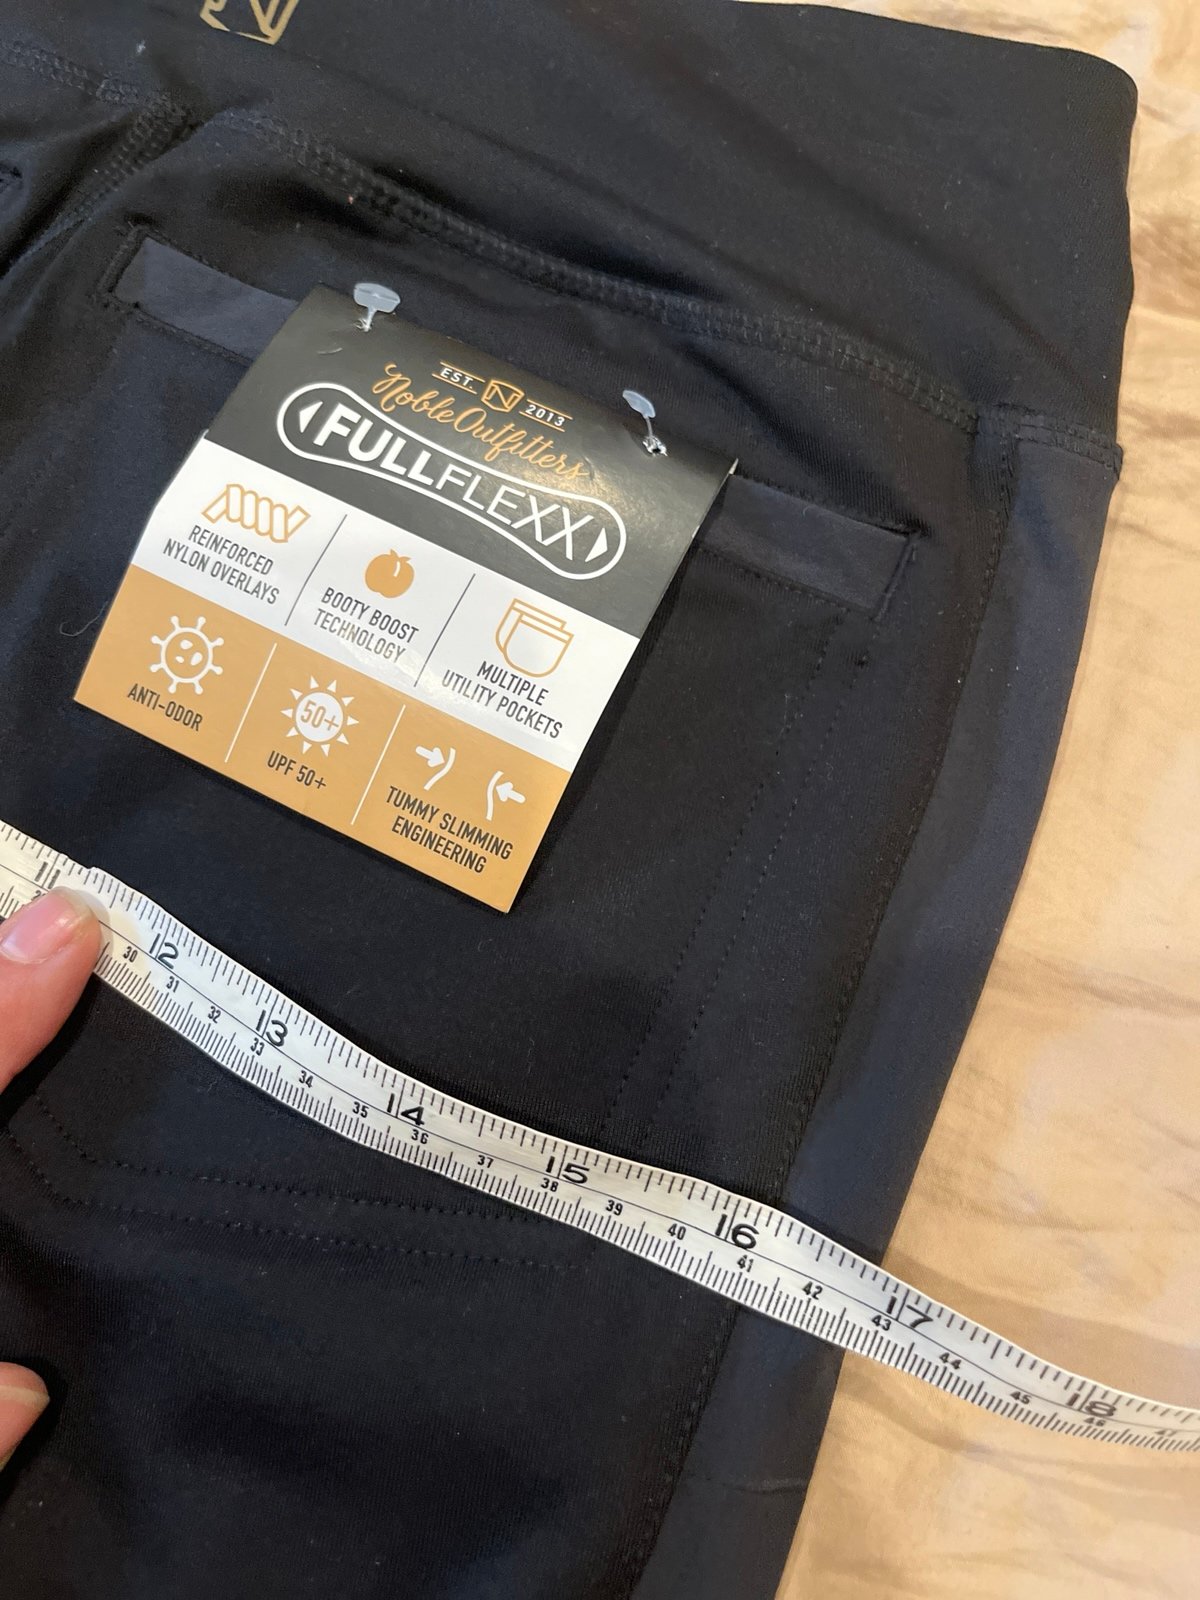 EST. N 2013
Noble Outfitters
FULLFLEXX
REINFORCED
NYLON OVERLAYS
BOOTY BOOST
TECHNOLOGY
MULTIPLE
UTILITY POCKETS
ANTI-ODOR
50+
UPF 50+
TUMMY SLIMMING
ENGINEERING
11 12 13 14 15 16 17 18
30 31 32 33 34 35 36 37 38 39 40 41 42 43 44 45 46 47